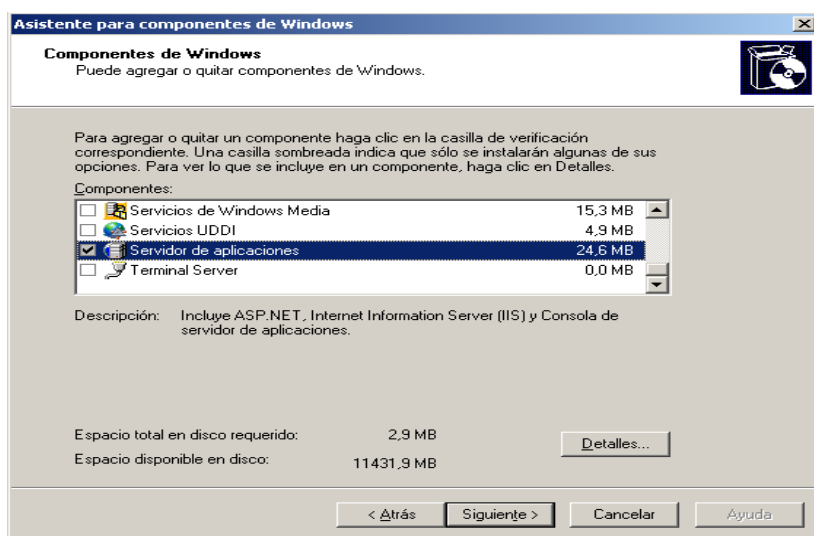 Asistente para componentes de Windows
Componentes de Windows
Puede agregar o quitar componentes de Windows.
Para agregar o quitar un componente haga clic en la casilla de verificación
correspondiente. Una casilla sombreada indica que sólo se instalarán algunas de sus
opciones. Para ver lo que se incluye en un componente, haga clic en Detalles.
Componentes:
Servicios de Windows Media 15,3 MB
Servicios UDDI 4,9 MB
Servidor de aplicaciones 24,6 MB
Terminal Server 0,0 MB
Descripción: Incluye ASP.NET, Internet Information Server (IIS) y Consola de
servidor de aplicaciones.
Espacio total en disco requerido: 2,9 MB
Detalles...
Espacio disponible en disco: 11431,9 MB
< Atrás Siguiente > Cancelar Ayuda